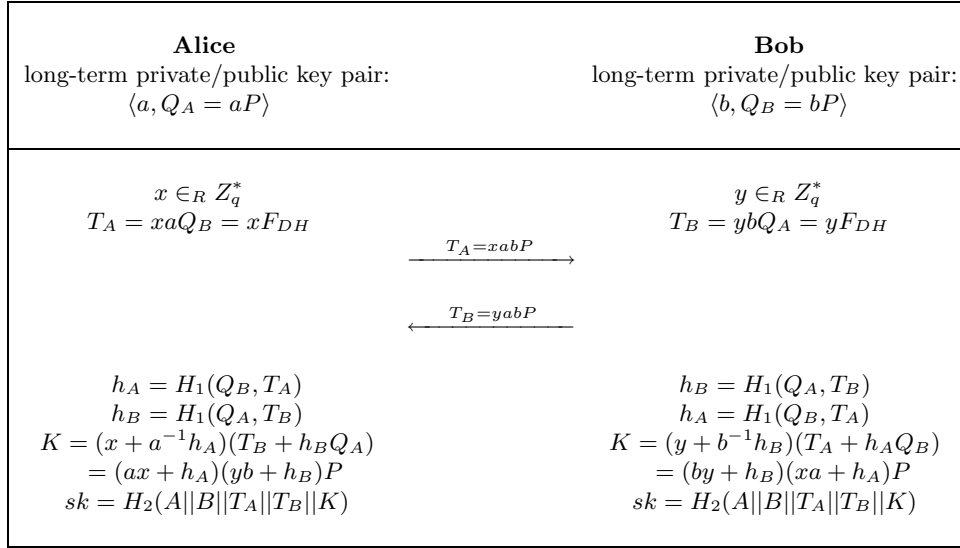 Alice
long-term private/public key pair:
⟨a, Q_A = aP⟩
Bob
long-term private/public key pair:
⟨b, Q_B = bP⟩
x ∈_R Z_q^*
T_A = xaQ_B = xF_{DH}
y ∈_R Z_q^*
T_B = ybQ_A = yF_{DH}
T_A=xabP
T_B=yabP
h_A = H_1(Q_B, T_A)
h_B = H_1(Q_A, T_B)
K = (x + a^{-1}h_A)(T_B + h_BQ_A)
= (ax + h_A)(yb + h_B)P
sk = H_2(A||B||T_A||T_B||K)
h_B = H_1(Q_A, T_B)
h_A = H_1(Q_B, T_A)
K = (y + b^{-1}h_B)(T_A + h_AQ_B)
= (by + h_B)(xa + h_A)P
sk = H_2(A||B||T_A||T_B||K)